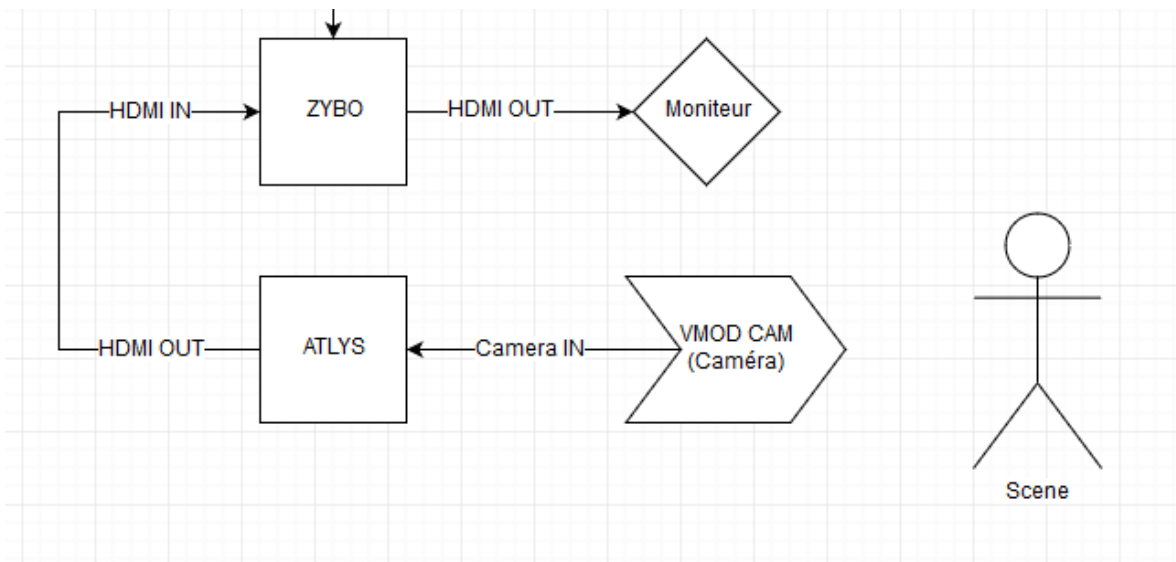 HDMI IN
ZYBO
HDMI OUT
Moniteur
HDMI OUT
ATLYS
Camera IN
VMOD CAM
(Caméra)
Scene